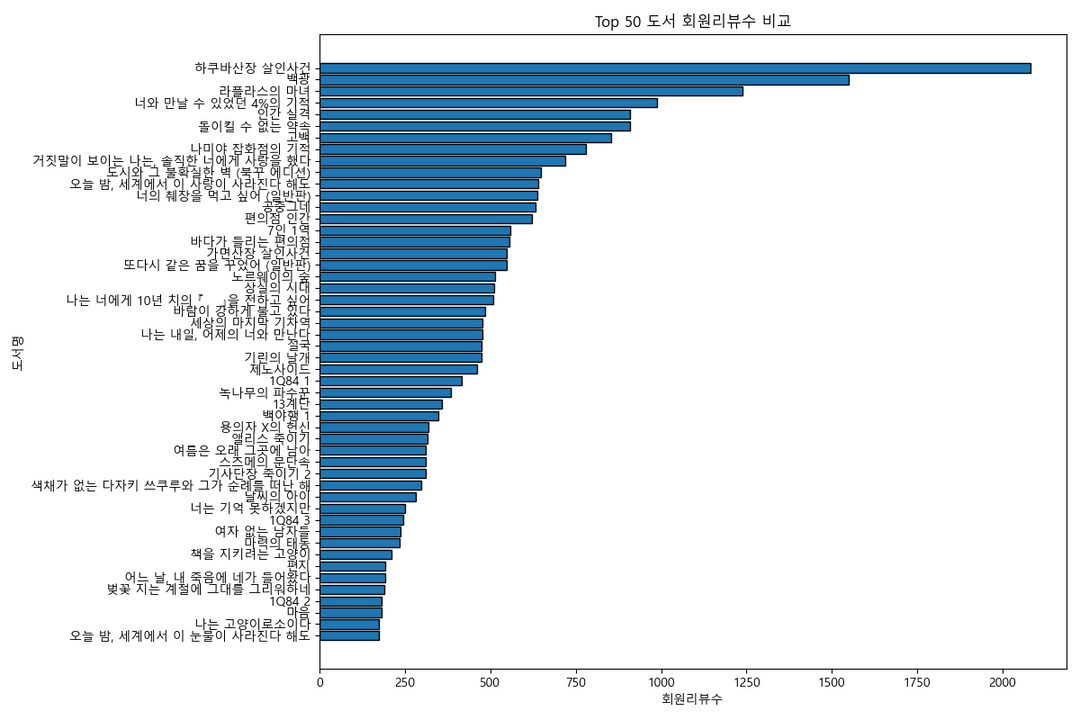 Top 50 도서 회원리뷰수 비교
하쿠바산장 살인사건
백광
라플라스의 마녀
너와 만날 수 있었던 4%의 기적
인간 실격
돌이킬 수 없는 약속
고백
나미야 잡화점의 기적
거짓말이 보이는 나는, 솔직한 너에게 사랑을 했다
도시와 그 불확실한 벽 (북꾸 에디션)
오늘 밤, 세계에서 이 사랑이 사라진다 해도
너의 췌장을 먹고 싶어 (일반판)
공중그네
편의점 인간
7인 1역
바다가 들리는 편의점
가면산장 살인사건
또다시 같은 꿈을 꾸었어 (일반판)
노르웨이의 숲
상실의 시대
나는 너에게 10년 치의 『　　』을 전하고 싶어
바람이 강하게 불고 있다
세상의 마지막 기차역
나는 내일, 어제의 너와 만난다
설국
기린의 날개
제노사이드
1Q84 1
녹나무의 파수꾼
13계단
백야행 1
용의자 X의 헌신
앨리스 죽이기
여름은 오래 그곳에 남아
스즈메의 문단속
기사단장 죽이기 2
색채가 없는 다자키 쓰쿠루와 그가 순례를 떠난 해
날씨의 아이
너는 기억 못하겠지만
1Q84 3
여자 없는 남자들
마력의 태동
책을 지키려는 고양이
편지
어느 날, 내 죽음에 네가 들어왔다
벚꽃 지는 계절에 그대를 그리워하네
1Q84 2
마음
나는 고양이로소이다
오늘 밤, 세계에서 이 눈물이 사라진다 해도
도서명
0 250 500 750 1000 1250 1500 1750 2000
회원리뷰수